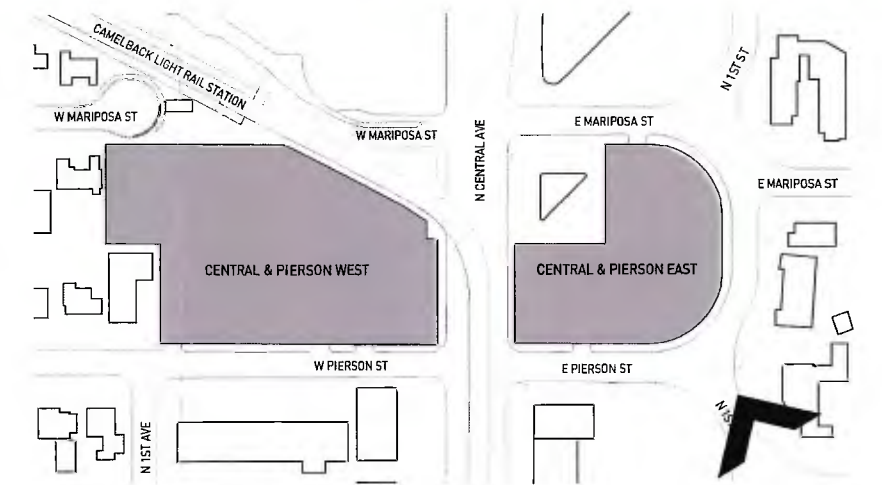 CAMELBACK LIGHT RAIL STATION
N 1ST ST
W MARIPOSA ST
W MARIPOSA ST
N CENTRAL AVE
E MARIPOSA ST
E MARIPOSA ST
CENTRAL & PIERSON WEST
CENTRAL & PIERSON EAST
W PIERSON ST
E PIERSON ST
N 1ST AVE
N 1S